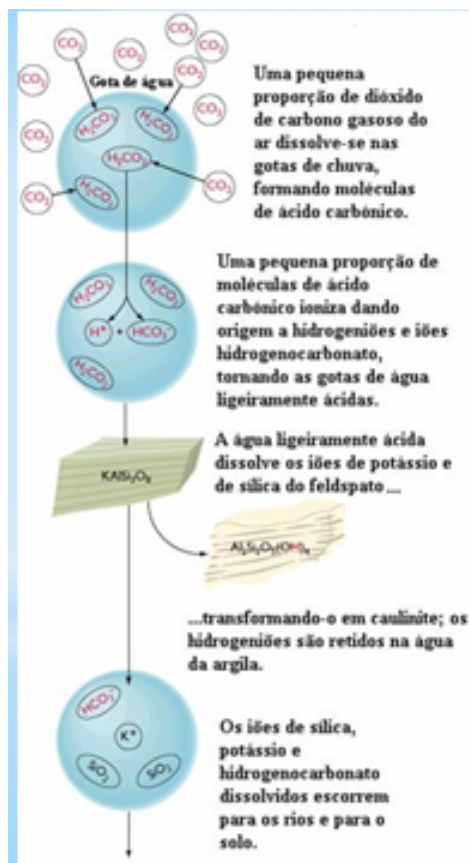 CO₂
CO₂
CO₂
CO₂
CO₂
CO₂
Gota de água
CO₂
CO₂
H₂CO₃
H₂CO₃
H₂CO₃
H₂CO₃
CO₂
CO₂
Uma pequena
proporção de dióxido
de carbono gasoso do
ar dissolve-se nas
gotas de chuva,
formando moléculas
de ácido carbónico.
H₂CO₃
H₂CO₃
H⁺ + HCO₃⁻
H₂CO₃
Uma pequena proporção de
moléculas de ácido
carbónico ioniza dando
origem a hidrogeniões e iões
hidrogenocarbonato,
tornando as gotas de água
ligeiramente ácidas.
KAlSi₃O₈
A água ligeiramente ácida
dissolve os iões de potássio e
de sílica do feldspato ...
Al₂Si₂O₅(OH)₄
...transformando-o em caulinite; os
hidrogeniões são retidos na água
da argila.
HCO₃⁻
K⁺
SiO₂
SiO₂
Os iões de sílica,
potássio e
hidrogenocarbonato
dissolvidos escorrem
para os rios e para o
solo.